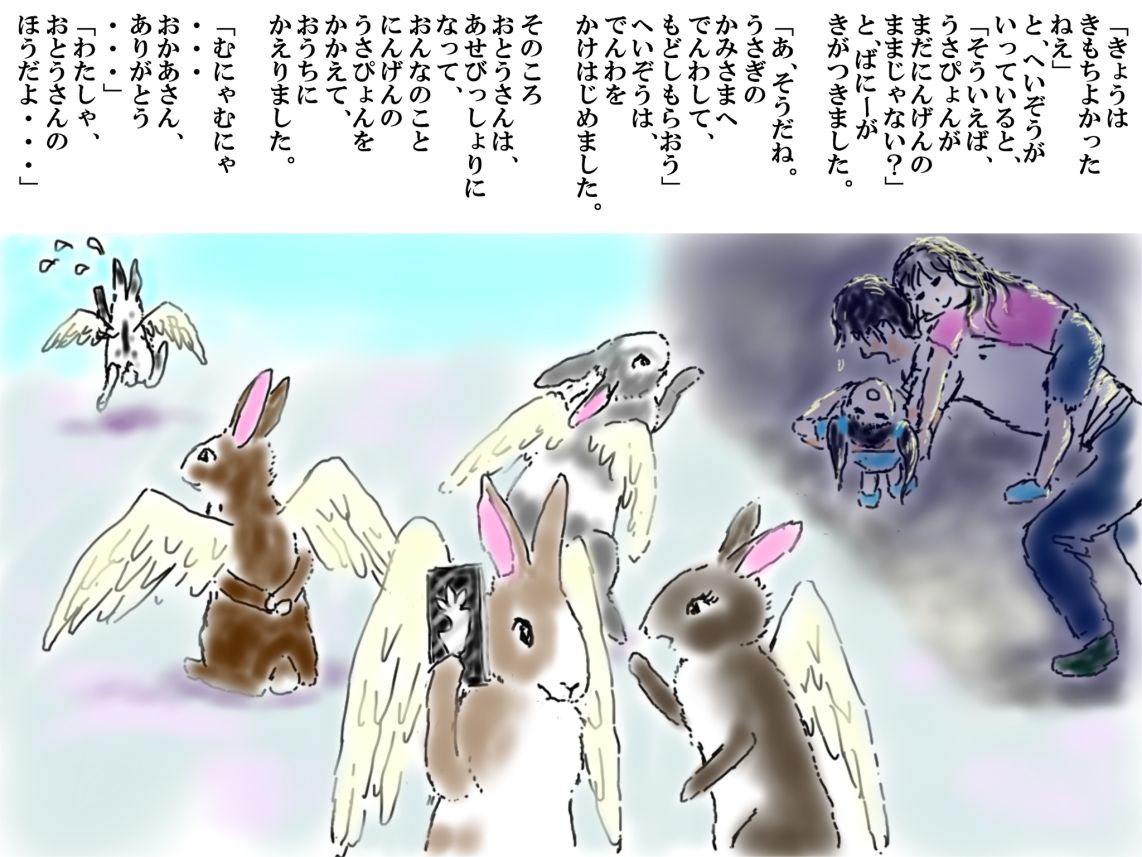 「きょうは
きもちよかった
ねえ」
と、へいぞうが
いっていると、
「そういえば、
うさぴょんが
まだにんげんの
ままじゃない？」
と、ばにーが
きがつきました。
「あ、そうだね。
うさぎの
かみさまへ
でんわして、
もどしもらおう」
へいぞうは、
でんわを
かけはじめました。
そのころ
おとうさんは、
あせびっしょりに
なって、
おんなのこと
にんげんの
うさぴょんを
かかえて、
おうちに
かえりました。
「むにゃむにゃ
・・・
おかあさん、
ありがとう
・・・」
「わたしゃ、
おとうさんの
ほうだよ・・・」